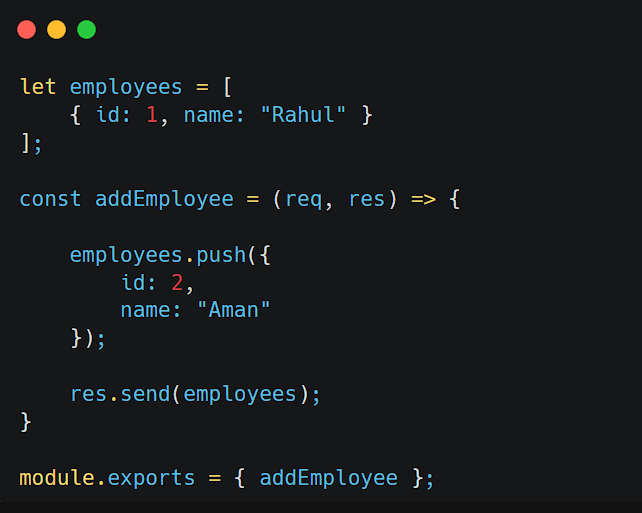 let employees = [
    { id: 1, name: "Rahul" }
];

const addEmployee = (req, res) => {

    employees.push({
        id: 2,
        name: "Aman"
    });

    res.send(employees);
}

module.exports = { addEmployee };